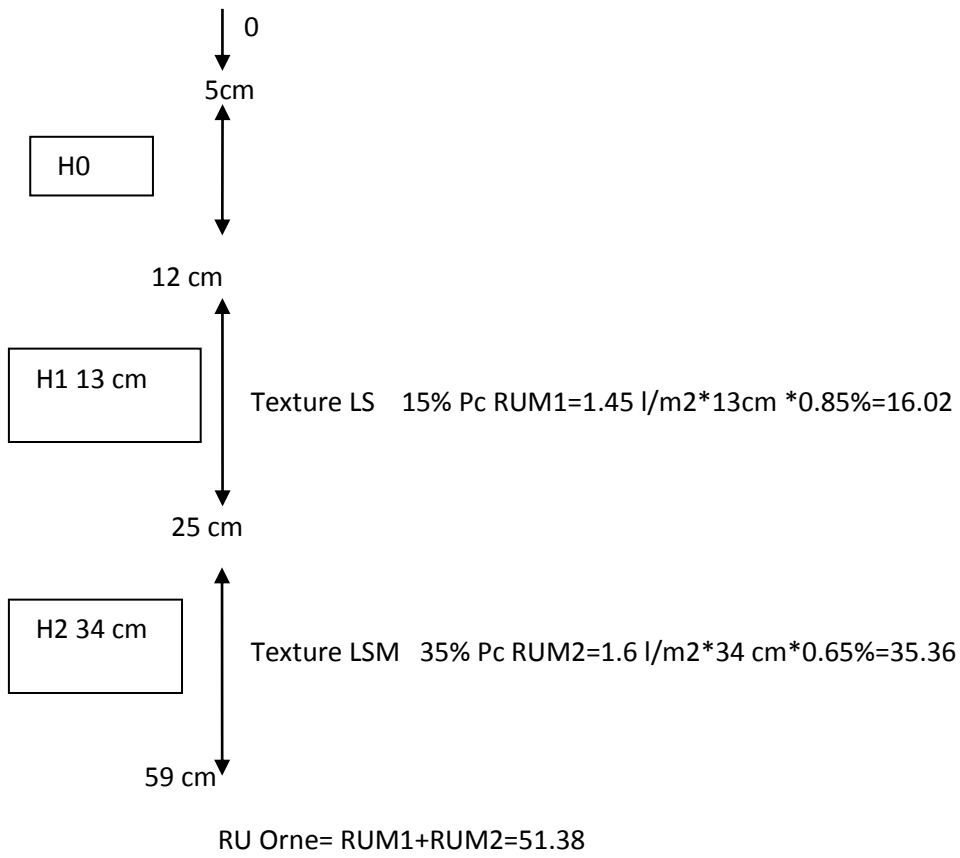 0
5cm
H0
12 cm
H1 13 cm
Texture LS 15% Pc RUM1=1.45 l/m2*13cm *0.85%=16.02
25 cm
H2 34 cm
Texture LSM 35% Pc RUM2=1.6 l/m2*34 cm*0.65%=35.36
59 cm
RU Orne= RUM1+RUM2=51.38